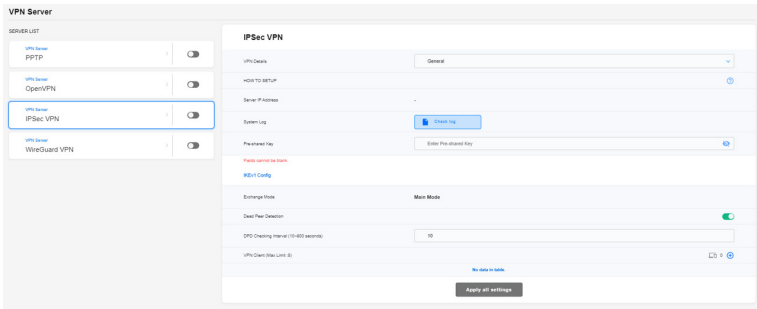 VPN Server
SERVER LIST
VPN Server
PPTP
VPN Server
OpenVPN
VPN Server
IPSec VPN
VPN Server
WireGuard VPN
IPSec VPN
VPN Details General
HOW TO SETUP
Server IP Address -
System Log Check log
Pre-shared Key Enter Pre-shared Key
Fields cannot be blank.
IKEv1 Config
Exchange Mode Main Mode
Dead Peer Detection
DPD Checking Interval (10~900 seconds) 10
VPN Client (Max Limit :8) 0
No data in table.
Apply all settings